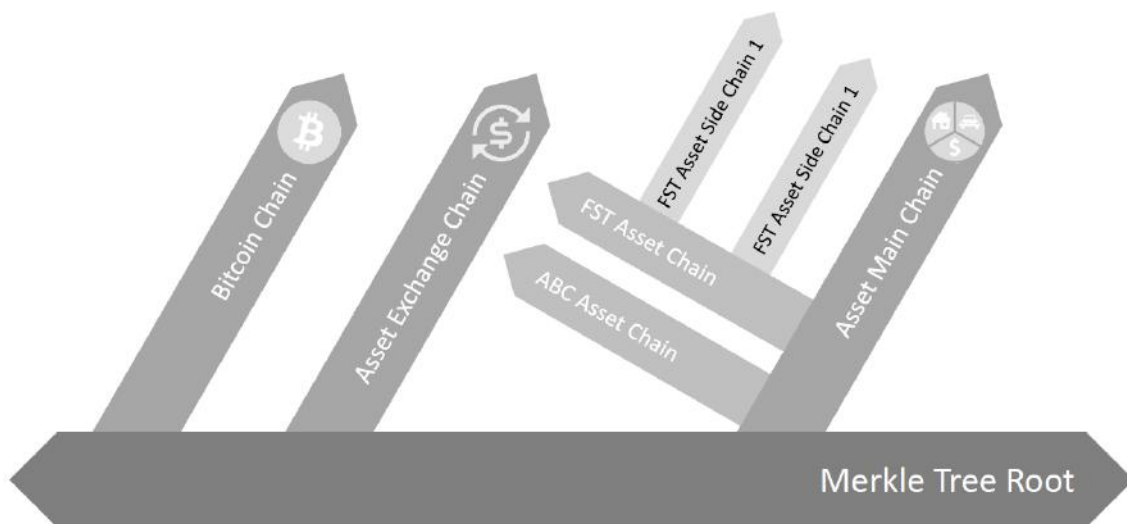 FST Asset Side Chain 1
FST Asset Side Chain 1
Bitcoin Chain
Asset Exchange Chain
FST Asset Chain
ABC Asset Chain
Asset Main Chain
Merkle Tree Root